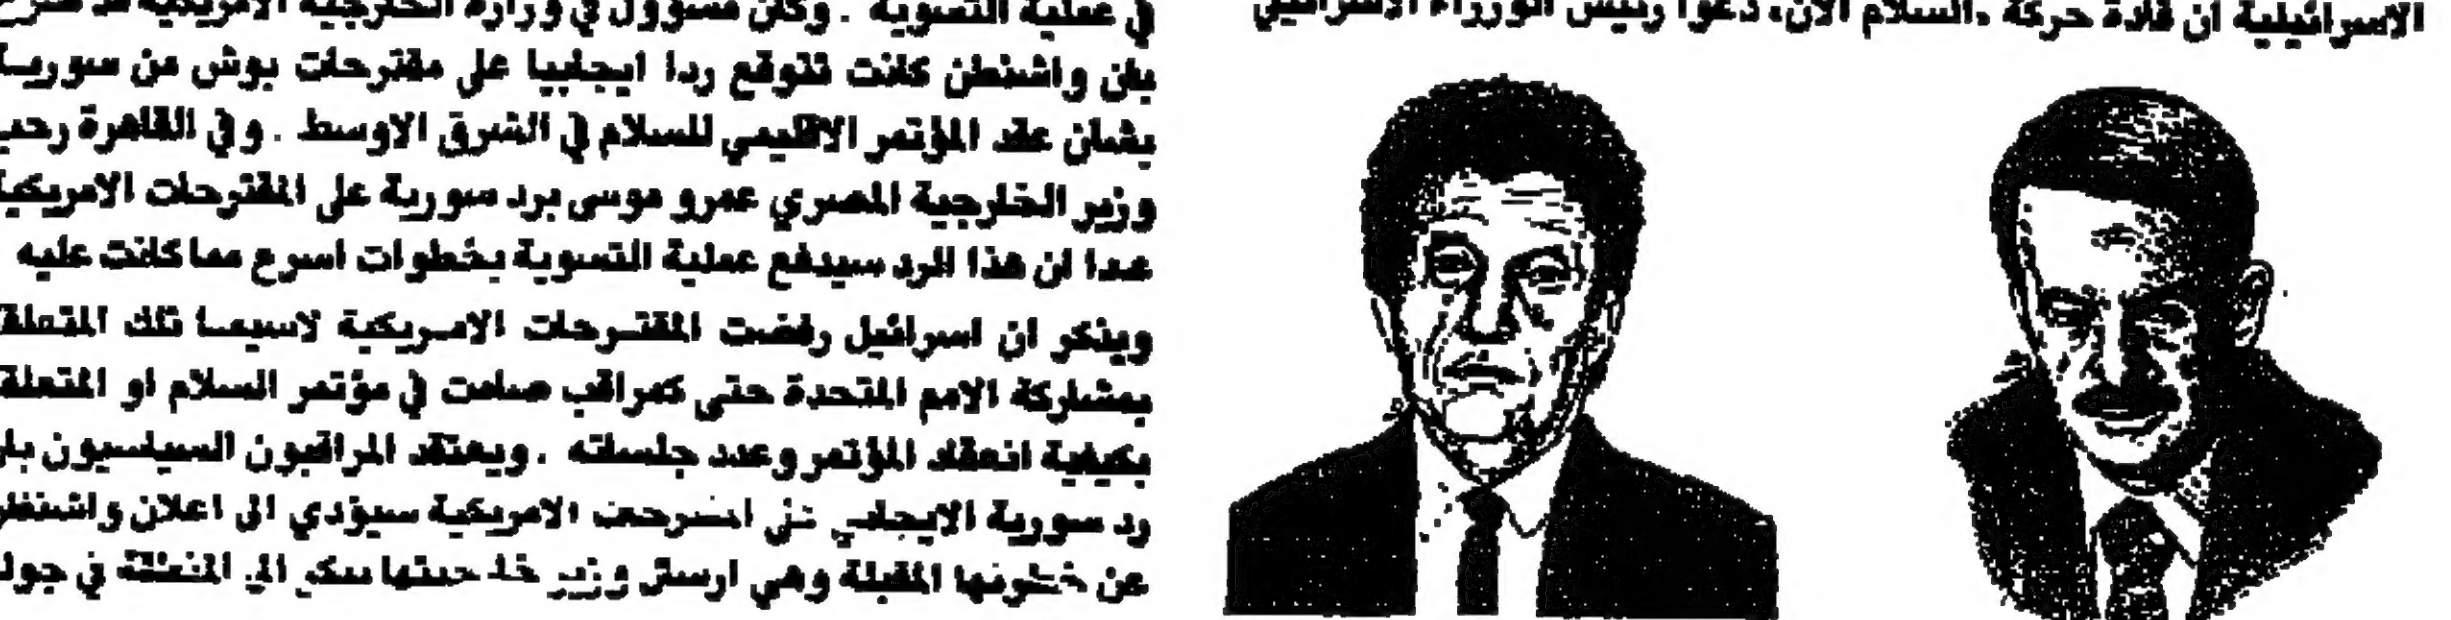 الاسرائيلية ان قادة حركة «السلام الآن» دعوا رئيس الوزراء الاسرائيلي
في عملية التسوية . وكان مسؤول في وزارة الخارجية الامريكية قد صرح
بان واشنطن كانت تتوقع ردا ايجابيا على مقترحات بوش من سوريا
بشان عقد المؤتمر الاقليمي للسلام في الشرق الاوسط . وفي القاهرة رحب
وزير الخارجية المصري عمرو موسى برد سورية على المقترحات الامريكية
عدا ان هذا الرد سيدفع عملية التسوية بخطوات اسرع مما كانت عليه
ويذكر ان اسرائيل رفضت المقترحات الامريكية لاسيما تلك المتعلقة
بمشاركة الامم المتحدة حتى كمراقب صامت في مؤتمر السلام او المتعلقة
بكيفية انعقاد المؤتمر وعدد جلساته . ويعتقد المراقبون السياسيون بان
رد سورية الايجابي على المقترحات الامريكية سيؤدي الى اعلان واشنطن
عن خطوتها المقبلة وهي ارسال وزير خارجيتها بيكر الى المنطقة في جولة